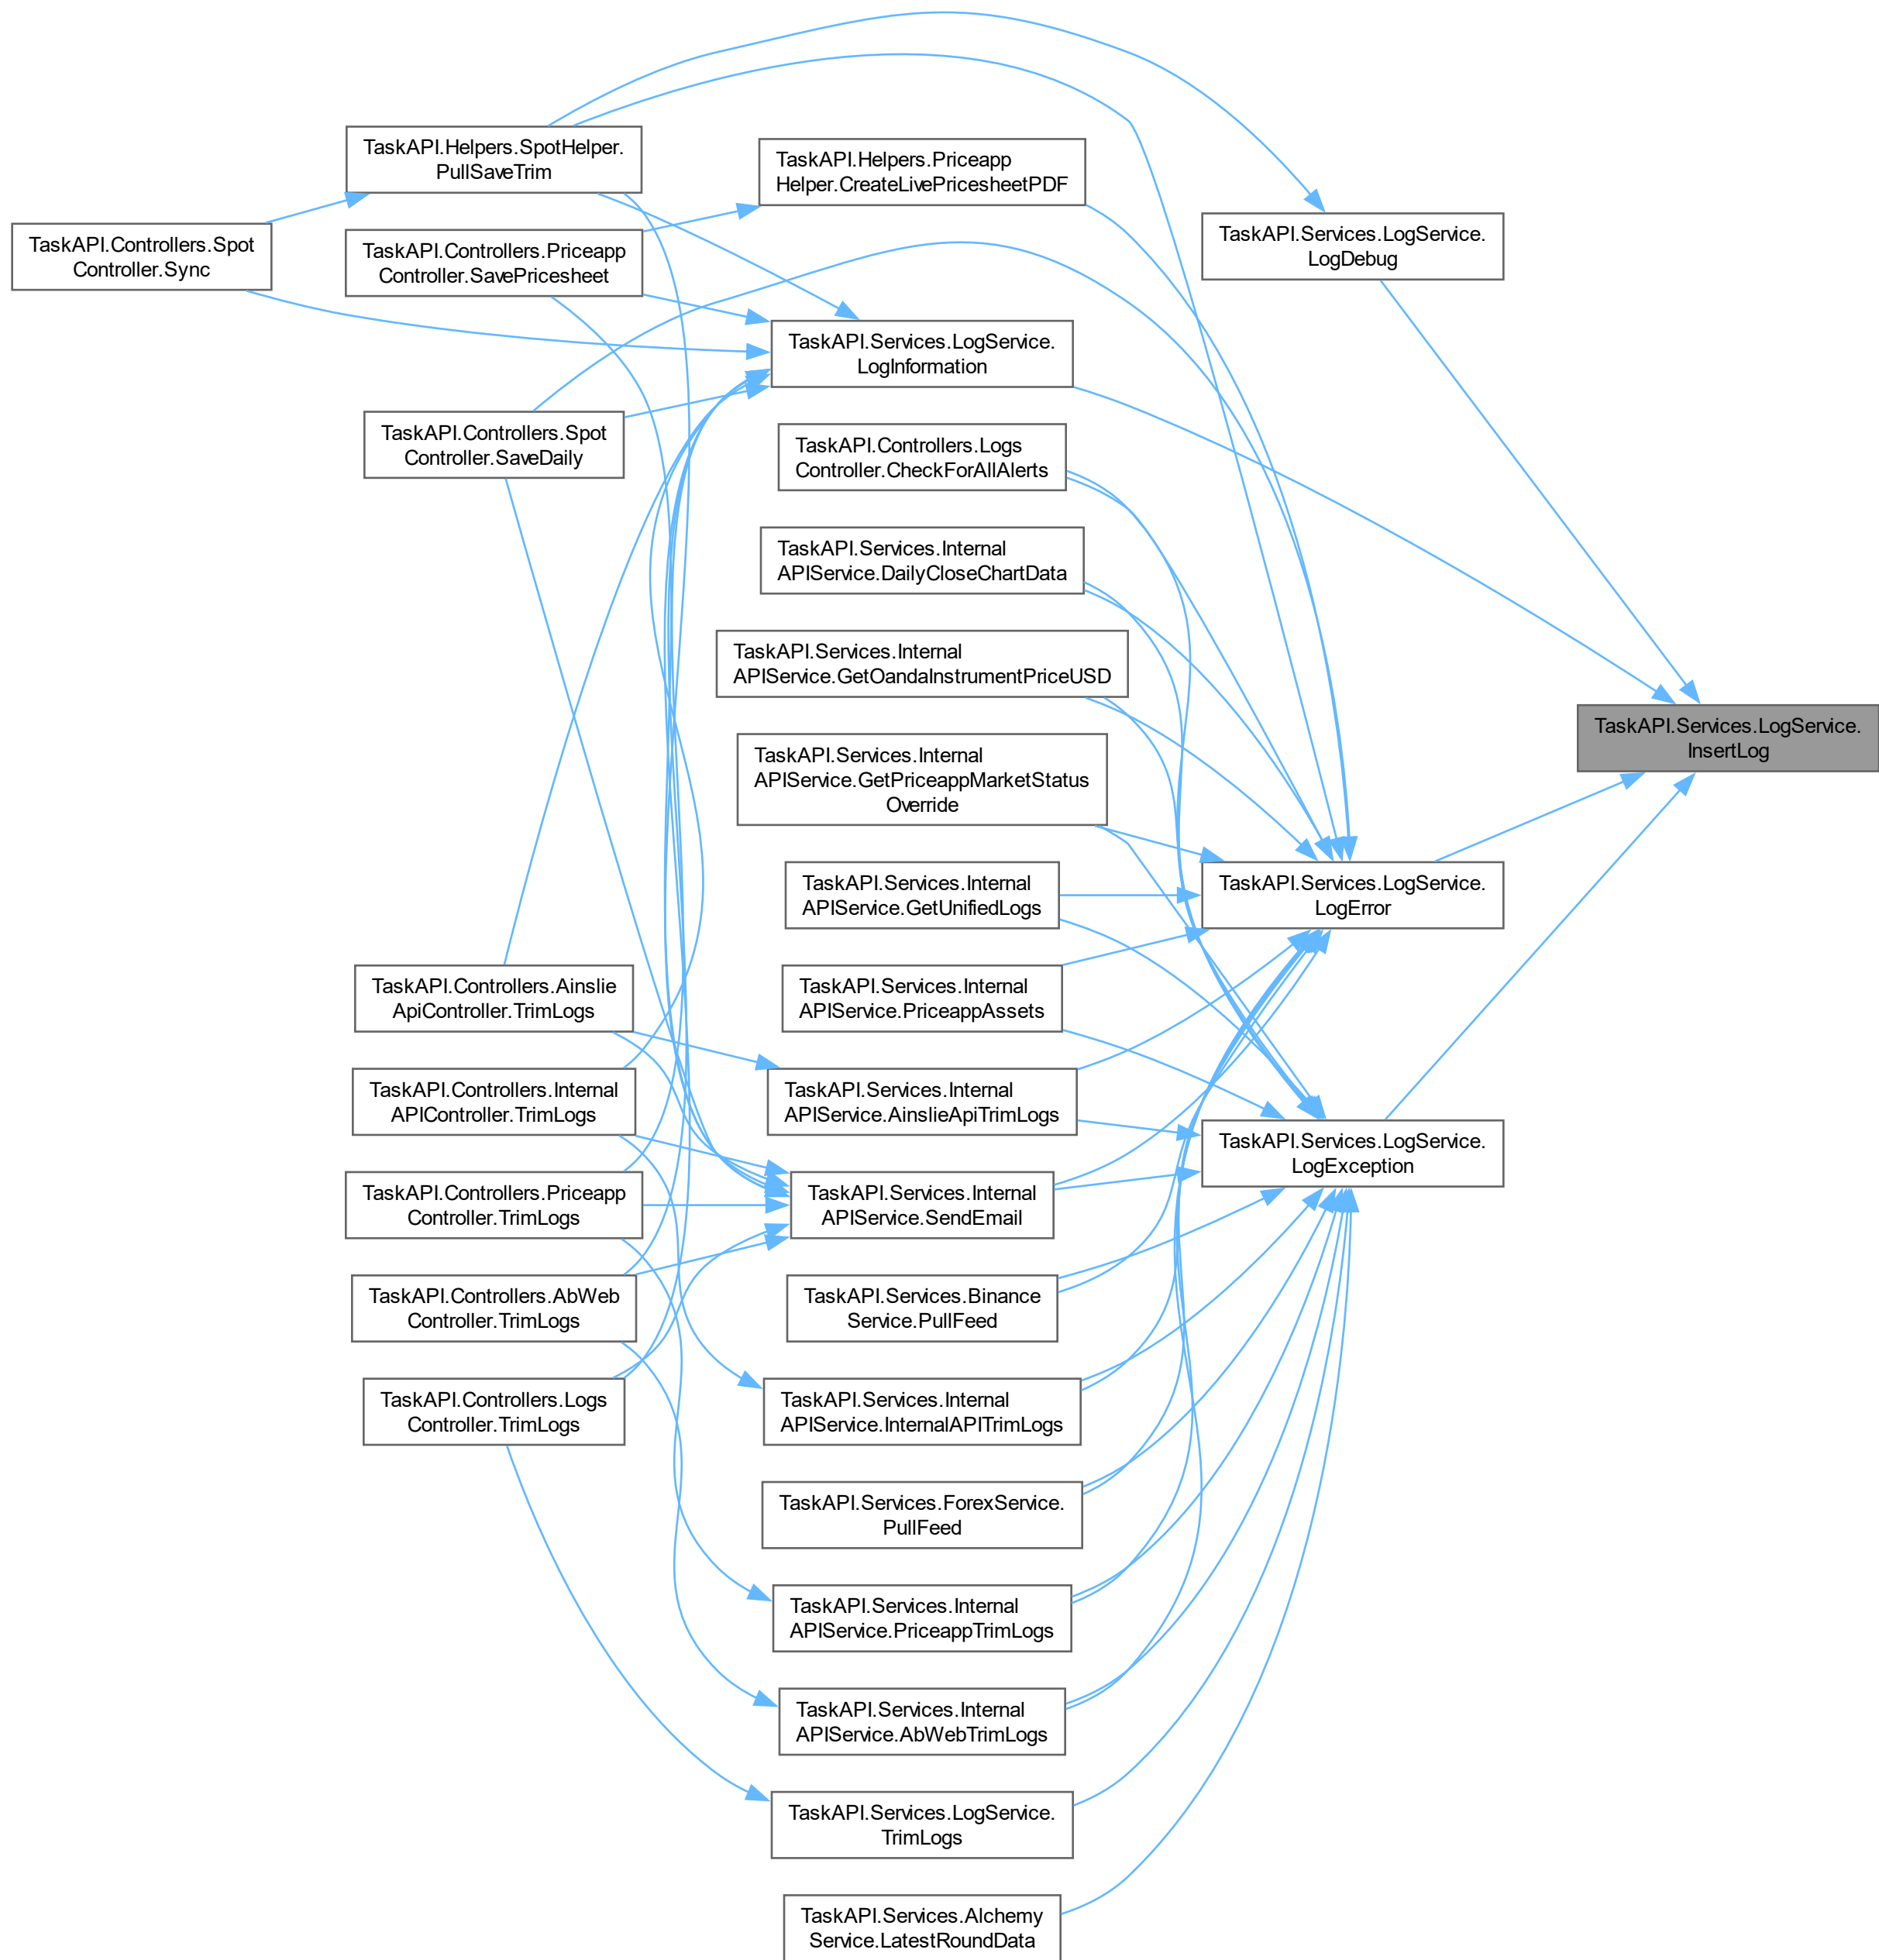 TaskAPI.Helpers.SpotHelper.
PullSaveTrim
TaskAPI.Helpers.Priceapp
Helper.CreateLivePricesheetPDF
TaskAPI.Services.LogService.
LogDebug
TaskAPI.Controllers.Spot
Controller.Sync
TaskAPI.Controllers.Priceapp
Controller.SavePricesheet
TaskAPI.Services.LogService.
LogInformation
TaskAPI.Controllers.Spot
Controller.SaveDaily
TaskAPI.Controllers.Logs
Controller.CheckForAllAlerts
TaskAPI.Services.Internal
APIService.DailyCloseChartData
TaskAPI.Services.Internal
APIService.GetOandaInstrumentPriceUSD
TaskAPI.Services.LogService.
InsertLog
TaskAPI.Services.Internal
APIService.GetPriceappMarketStatus
Override
TaskAPI.Services.Internal
APIService.GetUnifiedLogs
TaskAPI.Services.LogService.
LogError
TaskAPI.Controllers.Ainslie
ApiController.TrimLogs
TaskAPI.Services.Internal
APIService.PriceappAssets
TaskAPI.Controllers.Internal
APIController.TrimLogs
TaskAPI.Services.Internal
APIService.AinslieApiTrimLogs
TaskAPI.Services.LogService.
LogException
TaskAPI.Controllers.Priceapp
Controller.TrimLogs
TaskAPI.Services.Internal
APIService.SendEmail
TaskAPI.Controllers.AbWeb
Controller.TrimLogs
TaskAPI.Services.Binance
Service.PullFeed
TaskAPI.Controllers.Logs
Controller.TrimLogs
TaskAPI.Services.Internal
APIService.InternalAPITrimLogs
TaskAPI.Services.ForexService.
PullFeed
TaskAPI.Services.Internal
APIService.PriceappTrimLogs
TaskAPI.Services.Internal
APIService.AbWebTrimLogs
TaskAPI.Services.LogService.
TrimLogs
TaskAPI.Services.Alchemy
Service.LatestRoundData